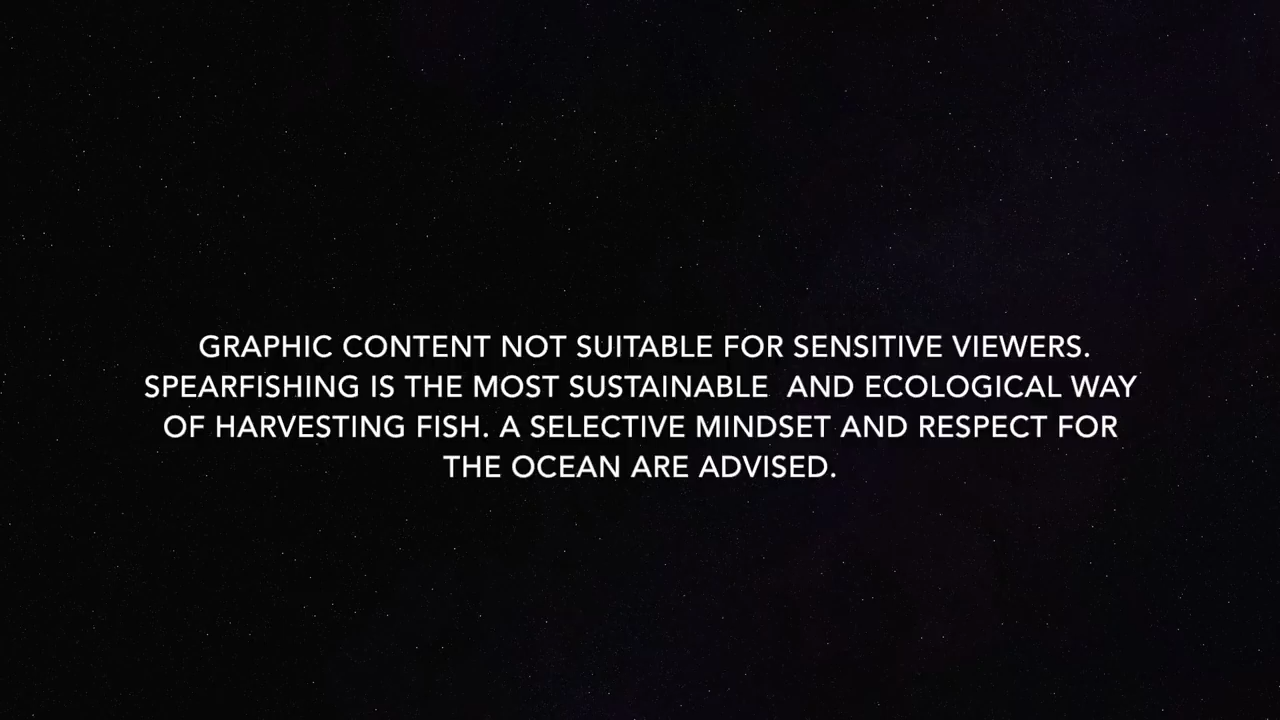 GRAPHIC CONTENT NOT SUITABLE FOR SENSITIVE VIEWERS.
SPEARFISHING IS THE MOST SUSTAINABLE  AND ECOLOGICAL WAY
OF HARVESTING FISH. A SELECTIVE MINDSET AND RESPECT FOR
THE OCEAN ARE ADVISED.